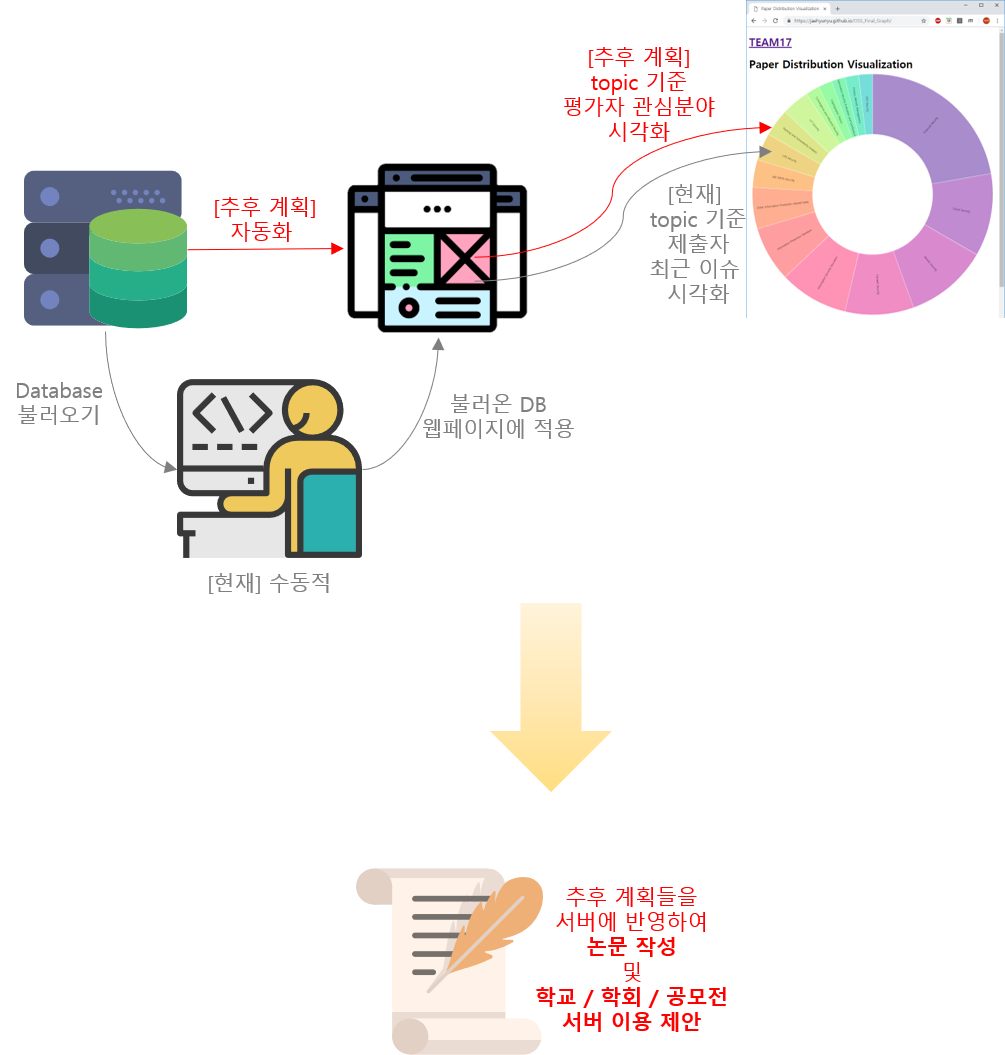 Paper Distribution Visualization
https://jaehyunyu.github.io/OSS_Final_Graph/
TEAM17
Paper Distribution Visualization
[추후 계획]
topic 기준
평가자 관심분야
시각화
[현재]
topic 기준
제출자
최근 이슈
시각화
[추후 계획]
자동화
Database
불러오기
불러온 DB
웹페이지에 적용
[현재] 수동적
추후 계획들을
서버에 반영하여
논문 작성
및
학교 / 학회 / 공모전
서버 이용 제안